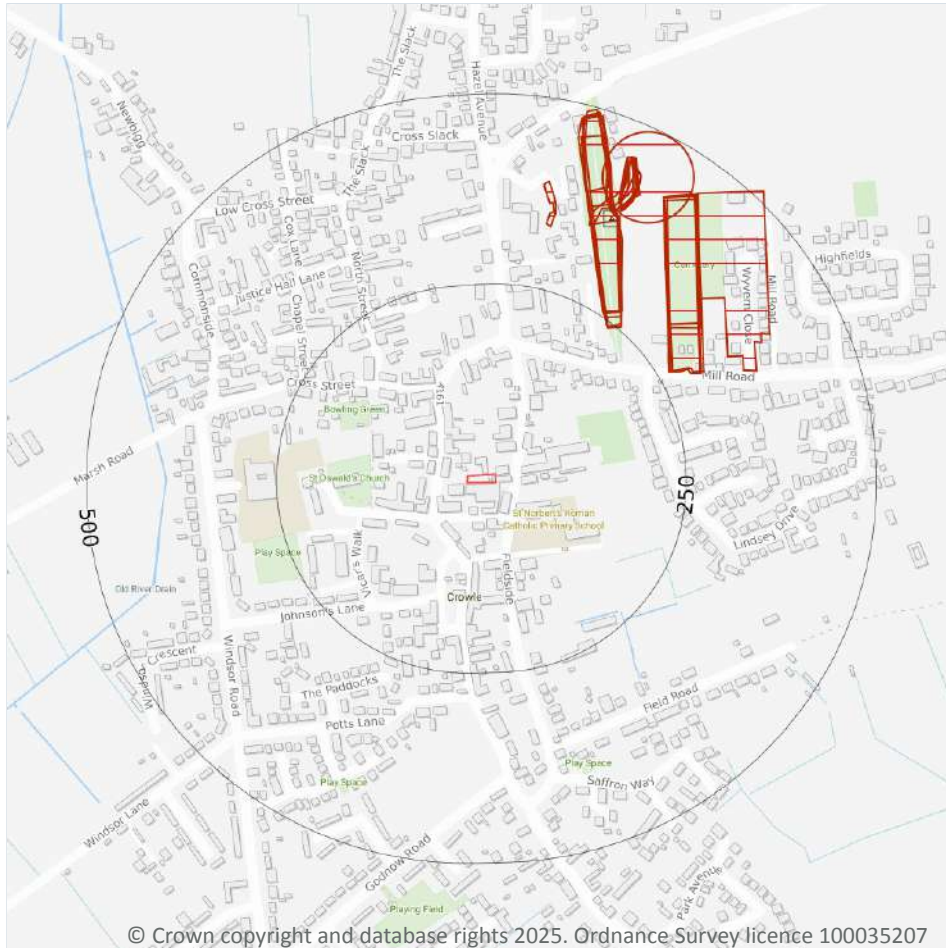 The Slack
Hazel Avenue
Newbigg
Cross Slack
The Slack
Low Cross Street
Cox Lane
North Street
Commonside
Justice Hall Lane
Chapel Street
Highfields
Cemetery
Wyvern Close
Mill Road
Mill Road
Cross Street
A161
Bowling Green
Marsh Road
St Oswald's Church
250
500
St Norbert's Roman
Catholic Primary School
Lindsey Drive
Play Space
Vicar's Walk
Fieldside
Old River Drain
Crowle
Johnson's Lane
Crescent
Windsor
Windsor Road
The Paddocks
Field Road
Potts Lane
Play Space
Play Space
Saffron Way
Windsor Lane
Godnow Road
Park Avenue
Playing Field
© Crown copyright and database rights 2025. Ordnance Survey licence 100035207